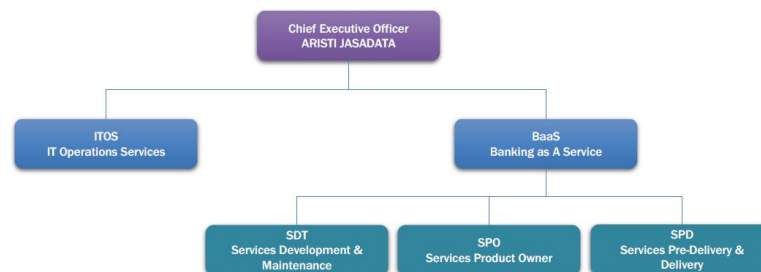 Chief Executive Officer
ARISTI JASADATA
ITOS
IT Operations Services
BaaS
Banking as A Service
SDT
Services Development &
Maintenance
SPO
Services Product Owner
SPD
Services Pre-Delivery &
Delivery